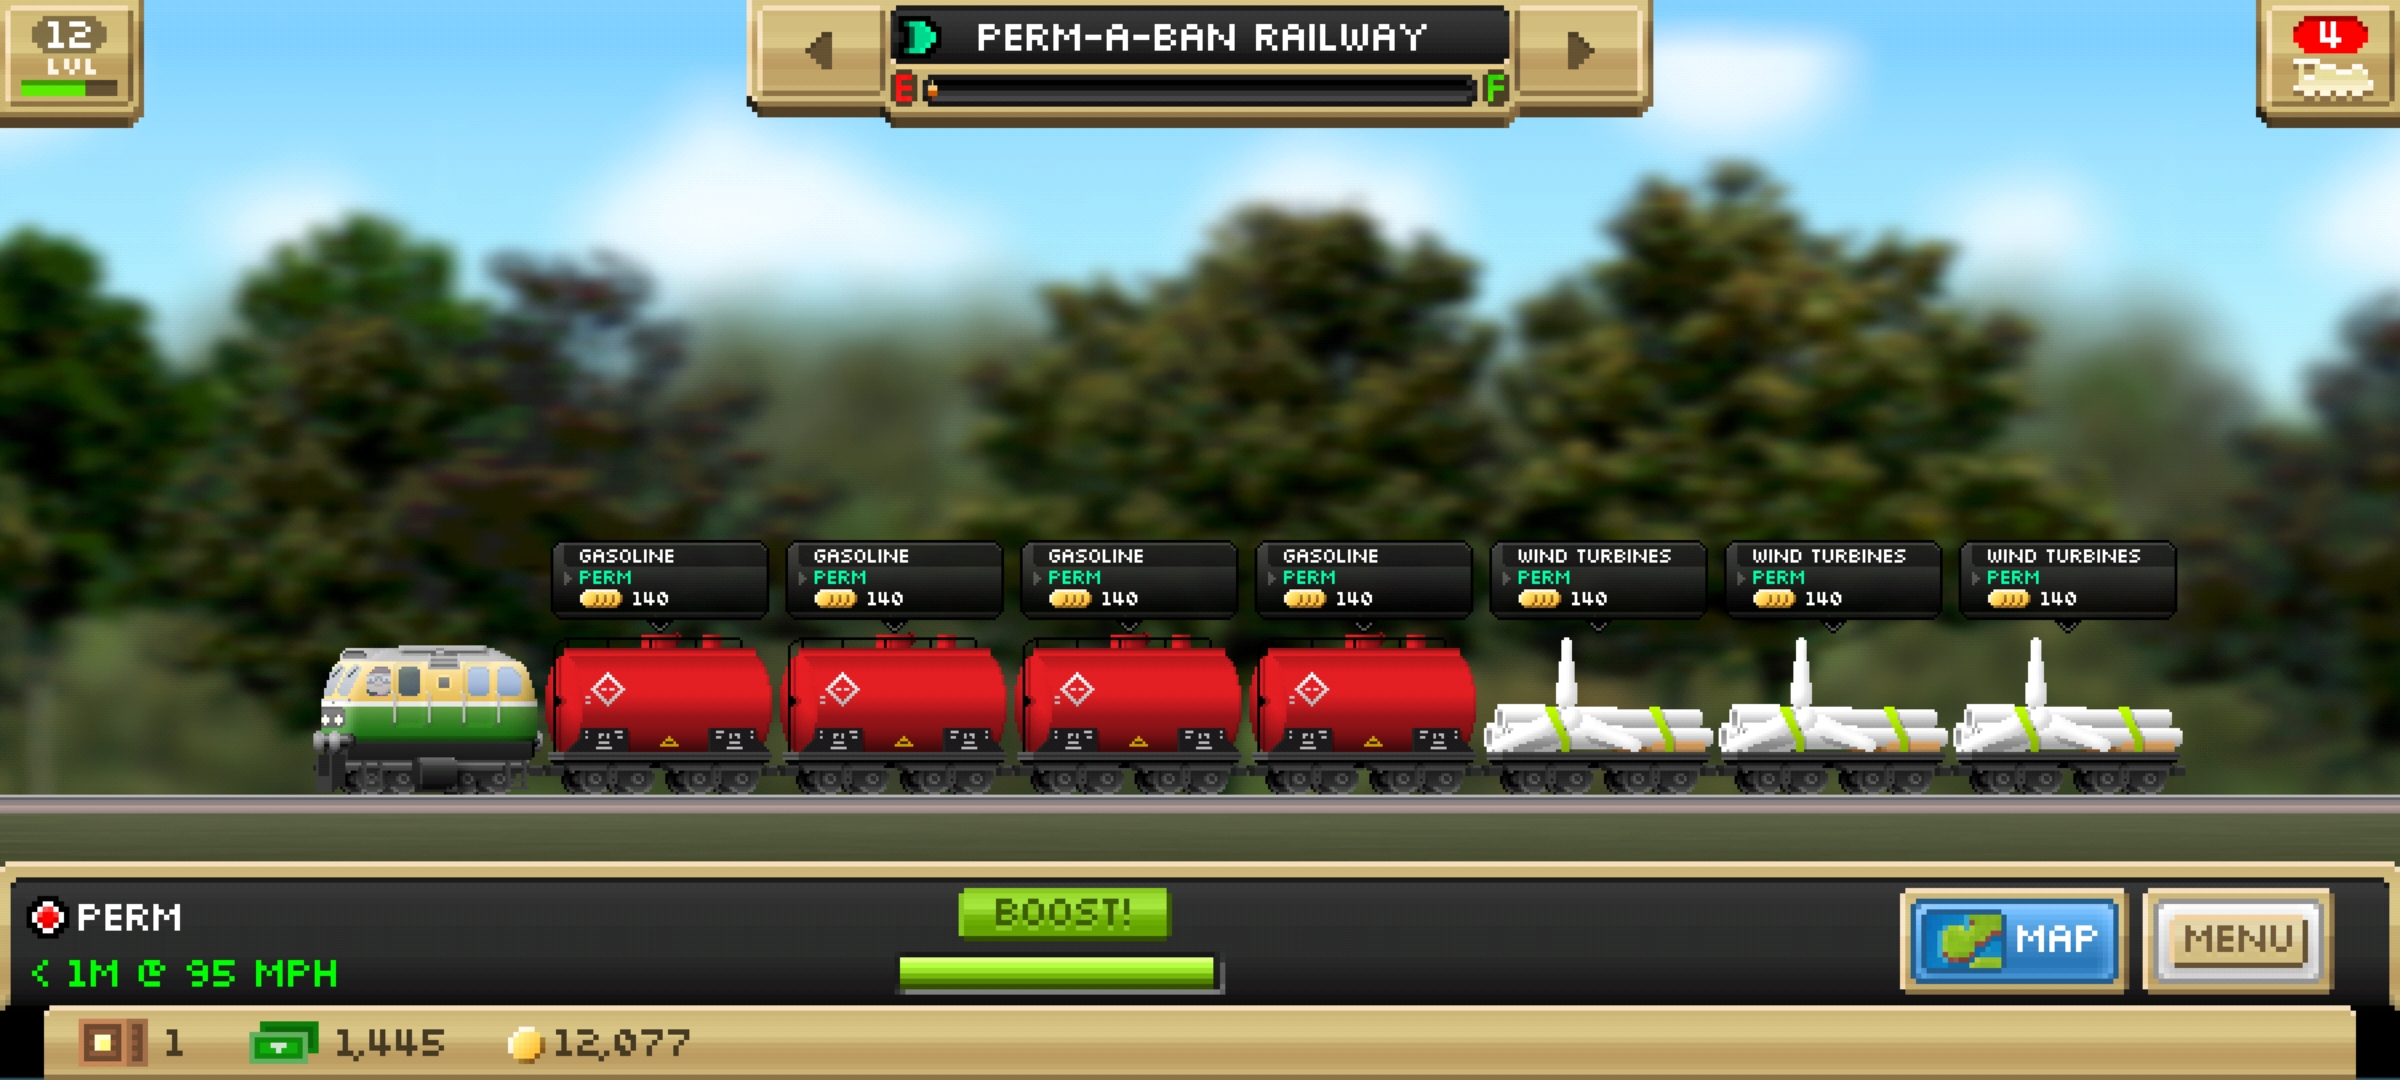 12
LVL
PERM-A-BAN RAILWAY
E F
4
GASOLINE
PERM
140
GASOLINE
PERM
140
GASOLINE
PERM
140
GASOLINE
PERM
140
WIND TURBINES
PERM
140
WIND TURBINES
PERM
140
WIND TURBINES
PERM
140
PERM
< 1M @ 95 MPH
BOOST!
MAP
MENU
1
1,445
12,077